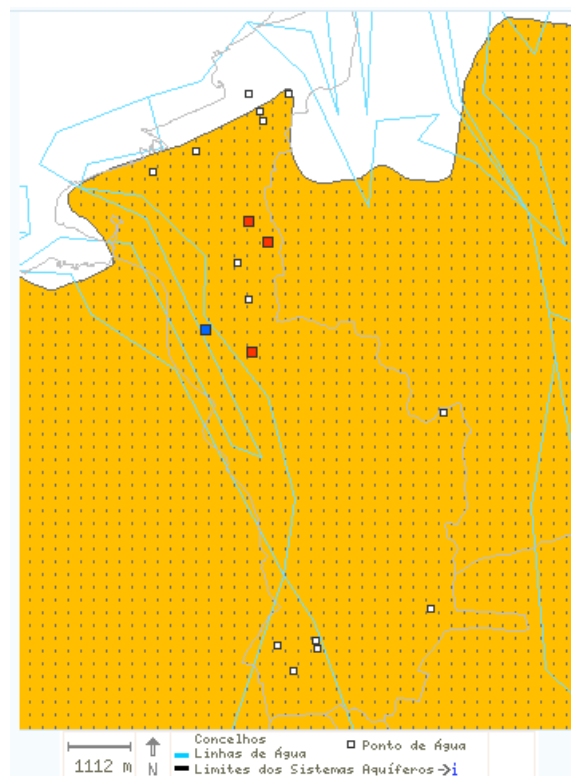 Concelhos
Linhas de Água
Ponto de Água
1112 m
N
Limites dos Sistemas Aquíferos->i